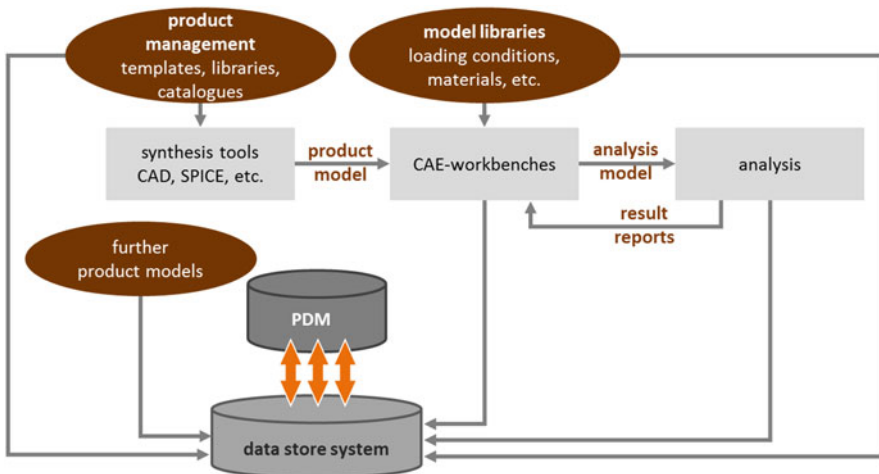 product
management
templates, libraries,
catalogues
model libraries
loading conditions,
materials, etc.
synthesis tools
CAD, SPICE, etc.
product
model
CAE-workbenches
analysis
model
analysis
result
reports
further
product models
PDM
data store system